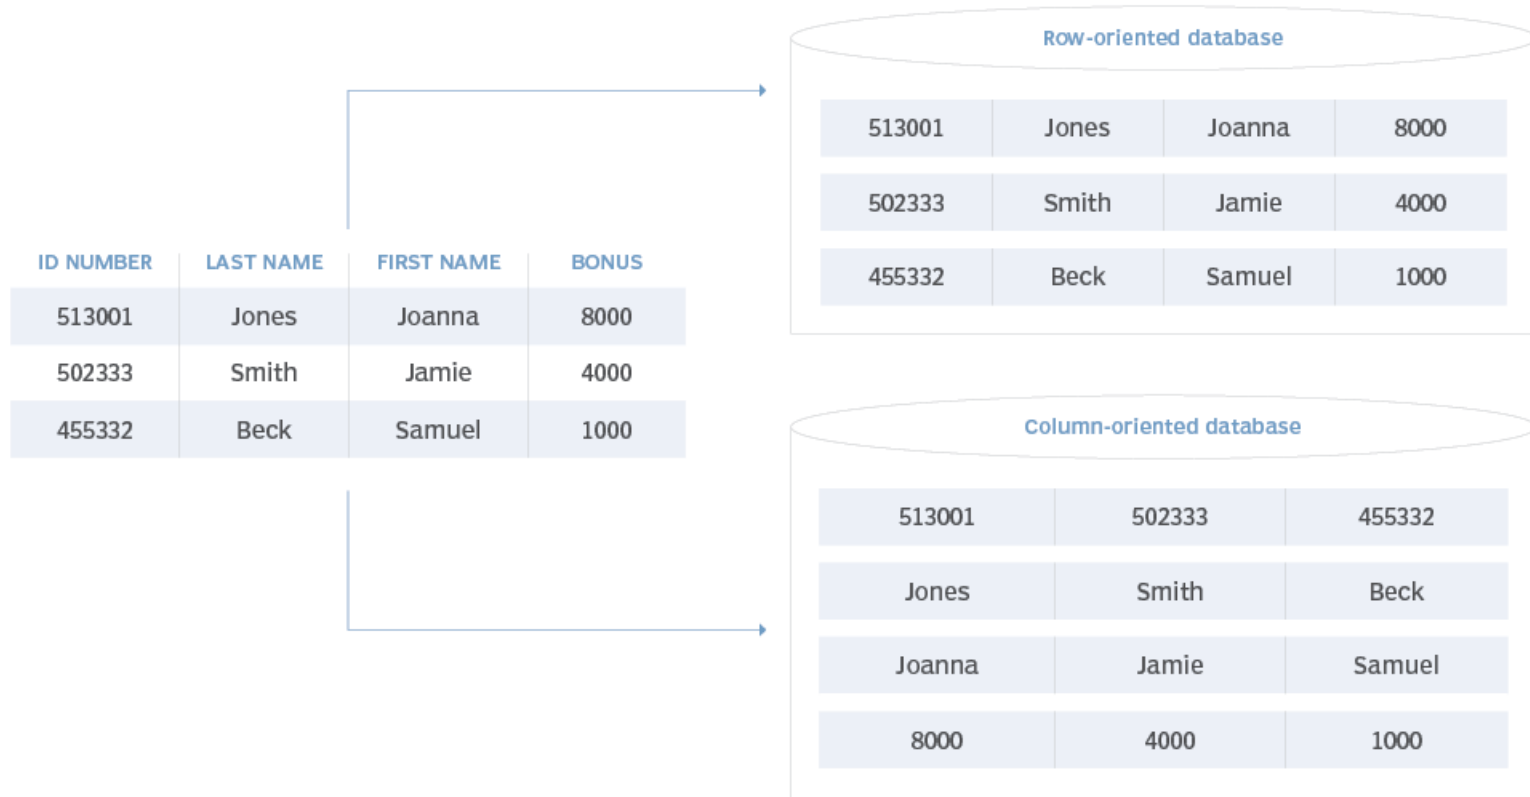 Row-oriented database
513001 Jones Joanna 8000
502333 Smith Jamie 4000
455332 Beck Samuel 1000
ID NUMBER LAST NAME FIRST NAME BONUS
513001 Jones Joanna 8000
502333 Smith Jamie 4000
455332 Beck Samuel 1000
Column-oriented database
513001 502333 455332
Jones Smith Beck
Joanna Jamie Samuel
8000 4000 1000